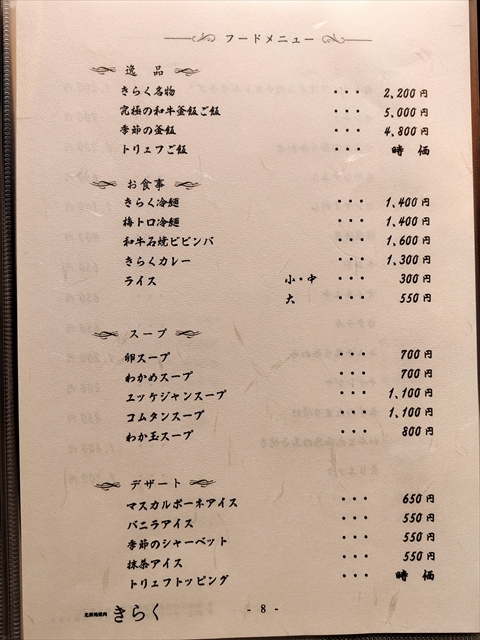 フードメニュー
逸品
きらく名物 ・・・ 2,200円
究極の和牛釜飯ご飯 ・・・ 5,000円
季節の釜飯 ・・・ 4,800円
トリュフご飯 ・・・ 時価
お食事
きらく冷麺 ・・・ 1,400円
梅トロ冷麺 ・・・ 1,400円
和牛石焼ビビンバ ・・・ 1,600円
きらくカレー ・・・ 1,300円
ライス 小・中 ・・・ 300円
大 ・・・ 550円
スープ
卵スープ ・・・ 700円
わかめスープ ・・・ 700円
ユッケジャンスープ ・・・ 1,100円
コムタンスープ ・・・ 1,100円
わか玉スープ ・・・ 800円
デザート
マスカルポーネアイス ・・・ 650円
バニラアイス ・・・ 550円
季節のシャーベット ・・・ 550円
抹茶アイス ・・・ 550円
トリュフトッピング ・・・ 時価
きらく - 8 -